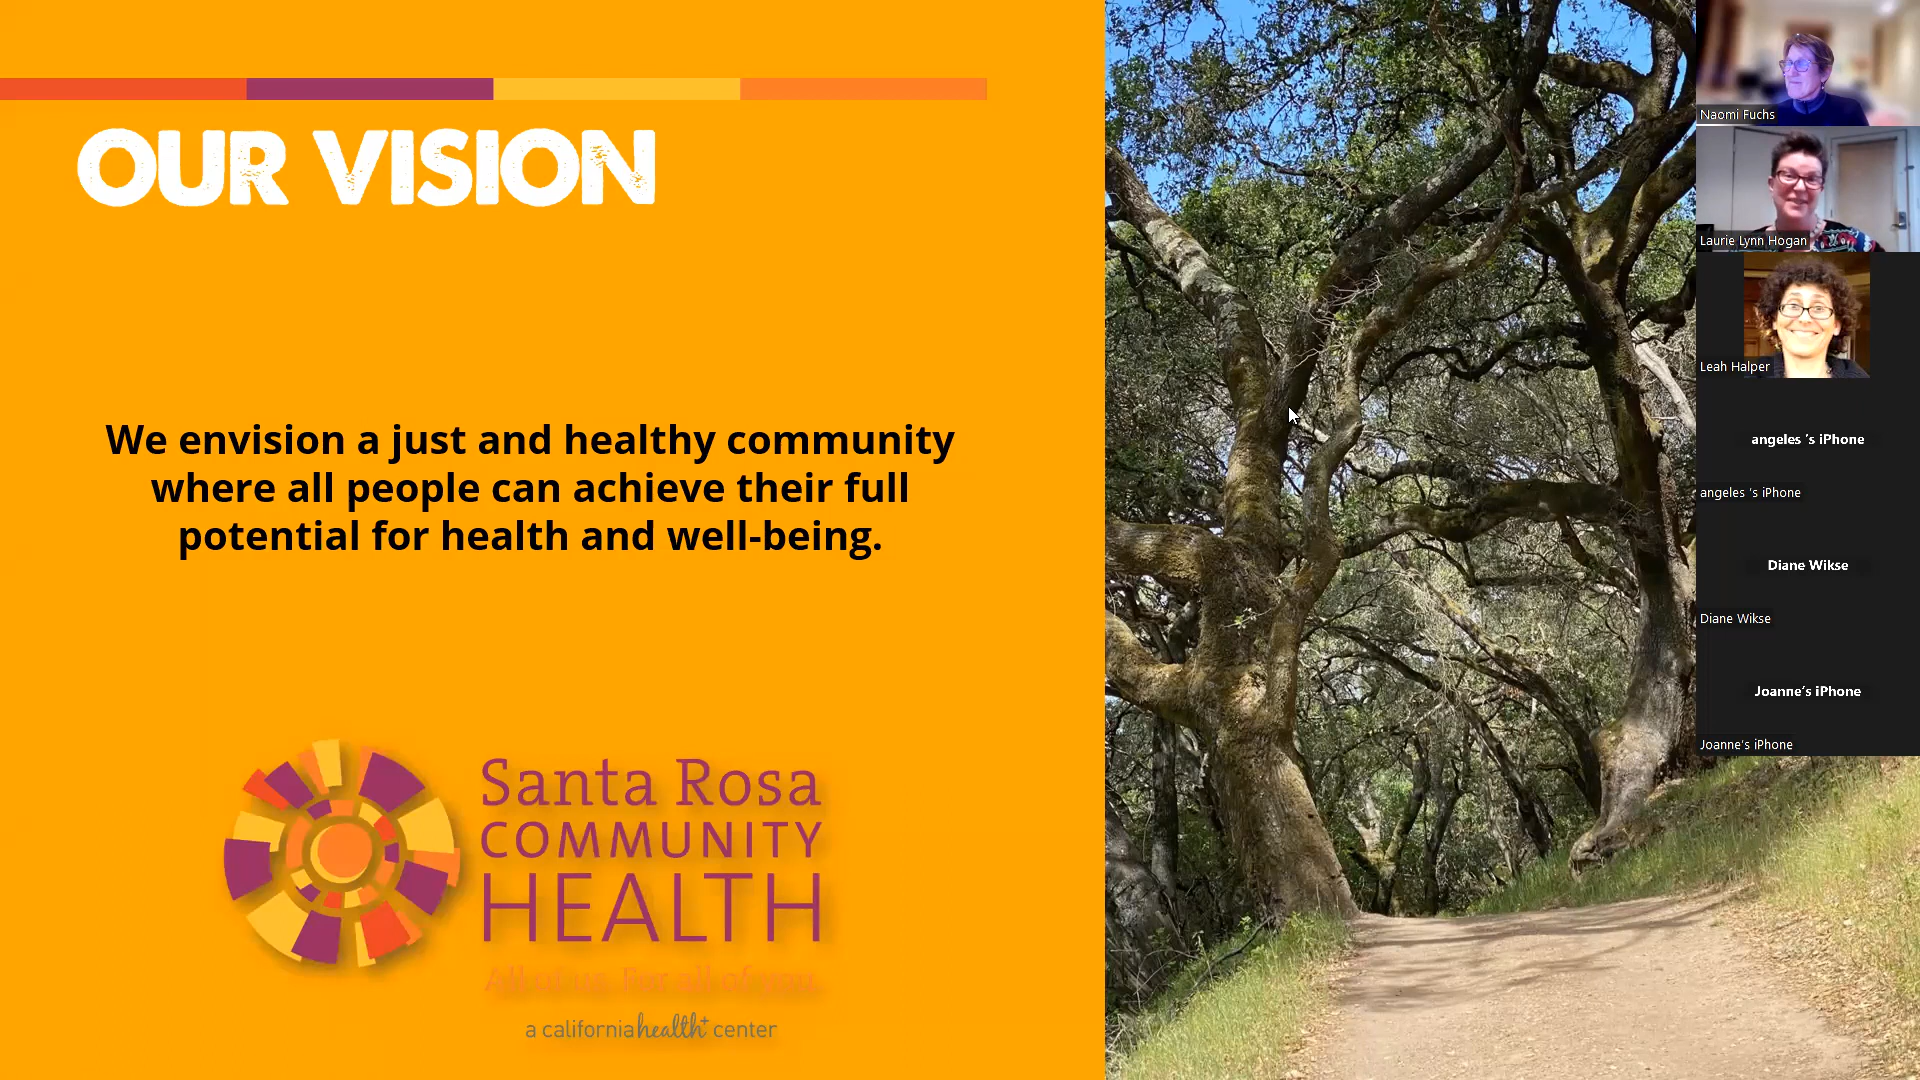 OUR VISION
We envision a just and healthy community
where all people can achieve their full
potential for health and well-being.
Santa Rosa
COMMUNITY
HEALTH
All of us. For all of you.
a californiahealth+ center
Naomi Fuchs
Laurie Lynn Hogan
Leah Halper
angeles 's iPhone
angeles 's iPhone
Diane Wikse
Diane Wikse
Joanne's iPhone
Joanne's iPhone